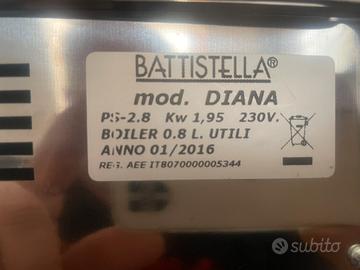 BATTISTELLA®
mod. DIANA
PS-2.8 Kw 1,95 230V.
BOILER 0.8 L. UTILI
ANNO 01/2016
REG. AEE IT8070000005344
subito